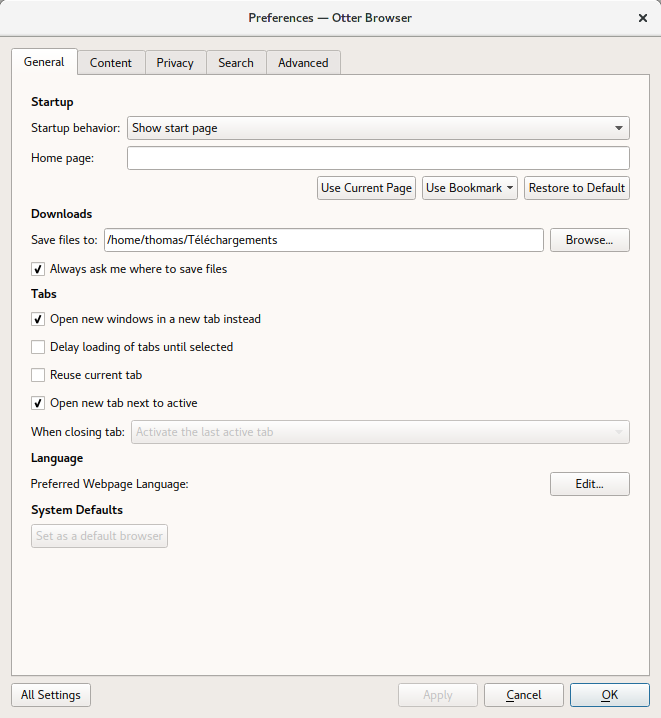 Preferences — Otter Browser
General Content Privacy Search Advanced
Startup
Startup behavior: Show start page
Home page:
Use Current Page Use Bookmark Restore to Default
Downloads
Save files to: /home/thomas/Téléchargements Browse...
Always ask me where to save files
Tabs
Open new windows in a new tab instead
Delay loading of tabs until selected
Reuse current tab
Open new tab next to active
When closing tab: Activate the last active tab
Language
Preferred Webpage Language: Edit...
System Defaults
Set as a default browser
All Settings Apply Cancel OK